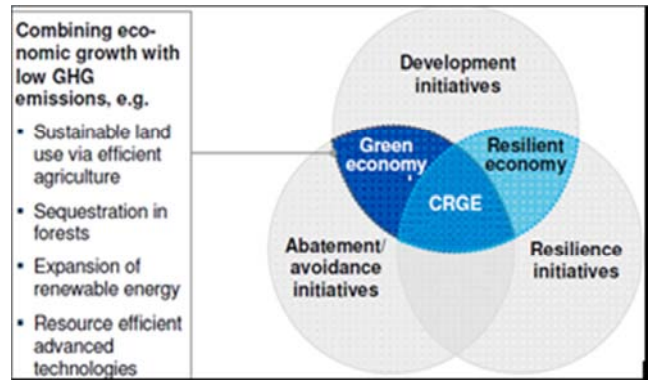 Combining eco-
nomic growth with
low GHG
emissions, e.g.
▪ Sustainable land
use via efficient
agriculture
▪ Sequestration in
forests
▪ Expansion of
renewable energy
▪ Resource efficient
advanced
technologies
Development
initiatives
Green
economy
Resilient
economy
CRGE
Abatement/
avoidance
initiatives
Resilience
initiatives